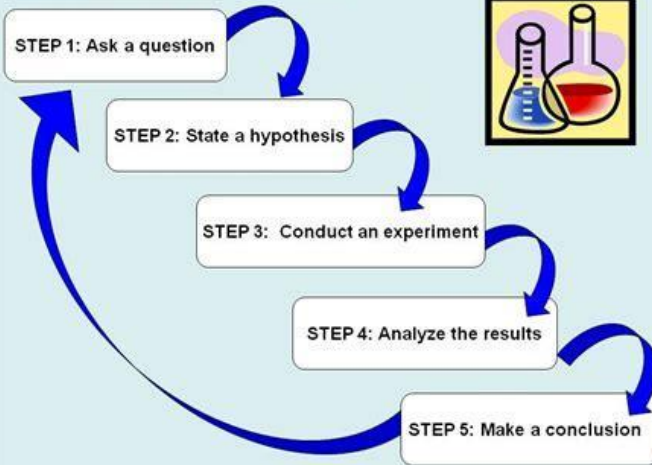 STEP 1: Ask a question
STEP 2: State a hypothesis
STEP 3: Conduct an experiment
STEP 4: Analyze the results
STEP 5: Make a conclusion